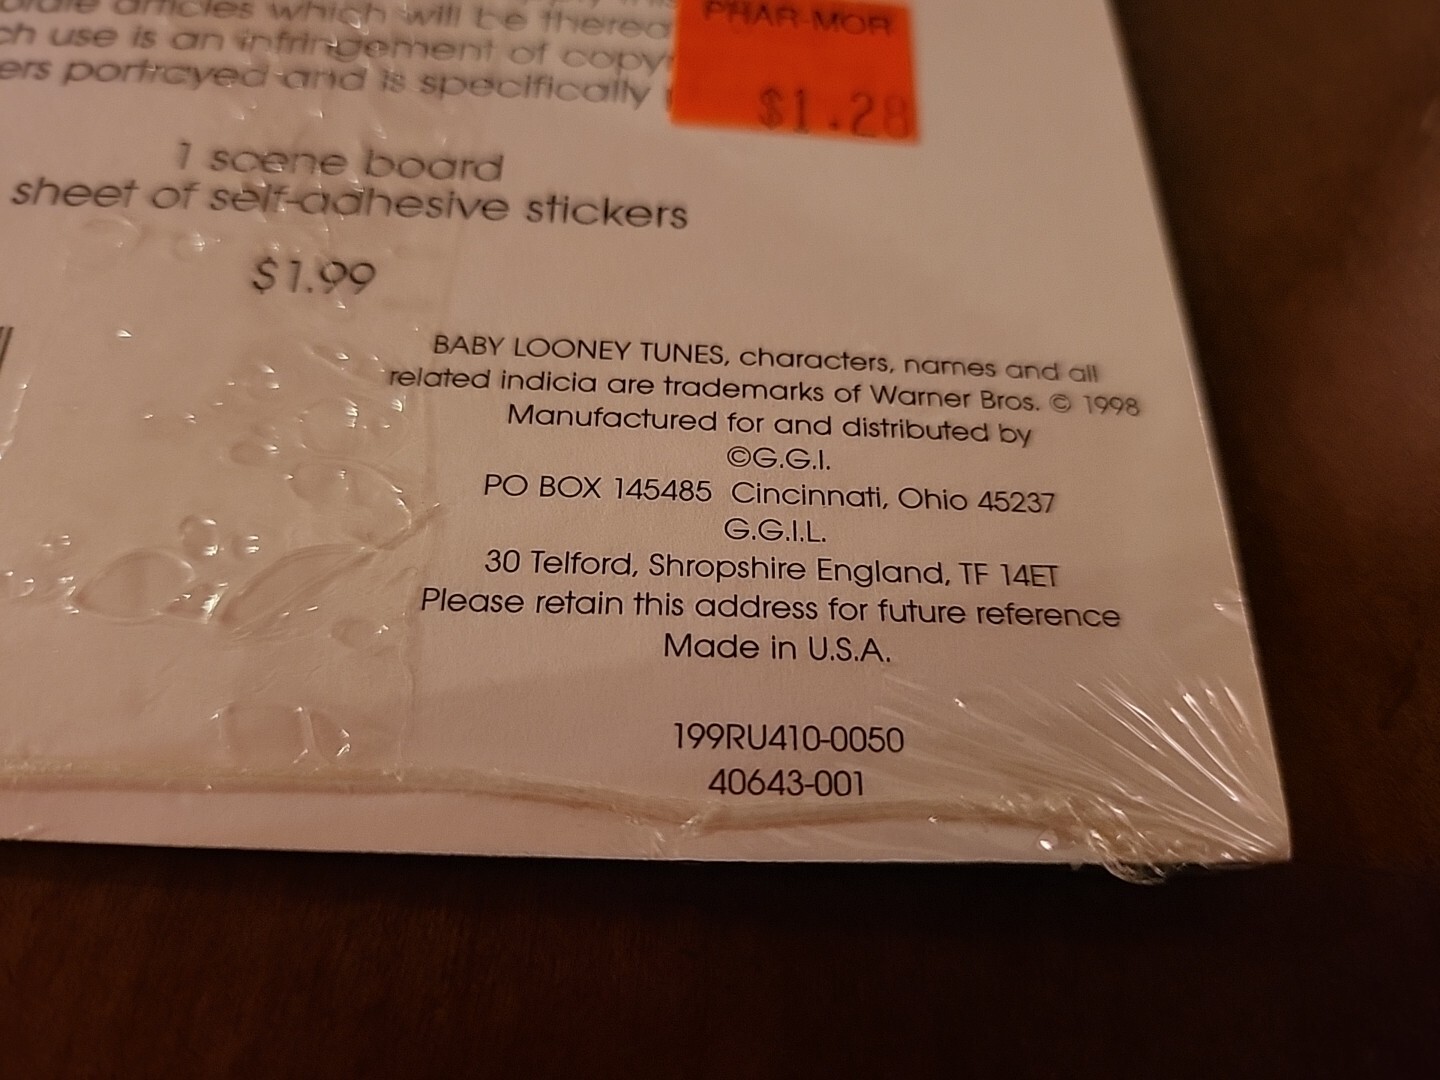 articles which will be therea
ch use is an infringement of copy
ers portrayed and is specifically
PHAR-MOR
$1.28
1 scene board
sheet of self-adhesive stickers
$1.99
BABY LOONEY TUNES, characters, names and all
related indicia are trademarks of Warner Bros. © 1998
Manufactured for and distributed by
©G.G.I.
PO BOX 145485 Cincinnati, Ohio 45237
G.G.I.L.
30 Telford, Shropshire England, TF 14ET
Please retain this address for future reference
Made in U.S.A.
199RU410-0050
40643-001